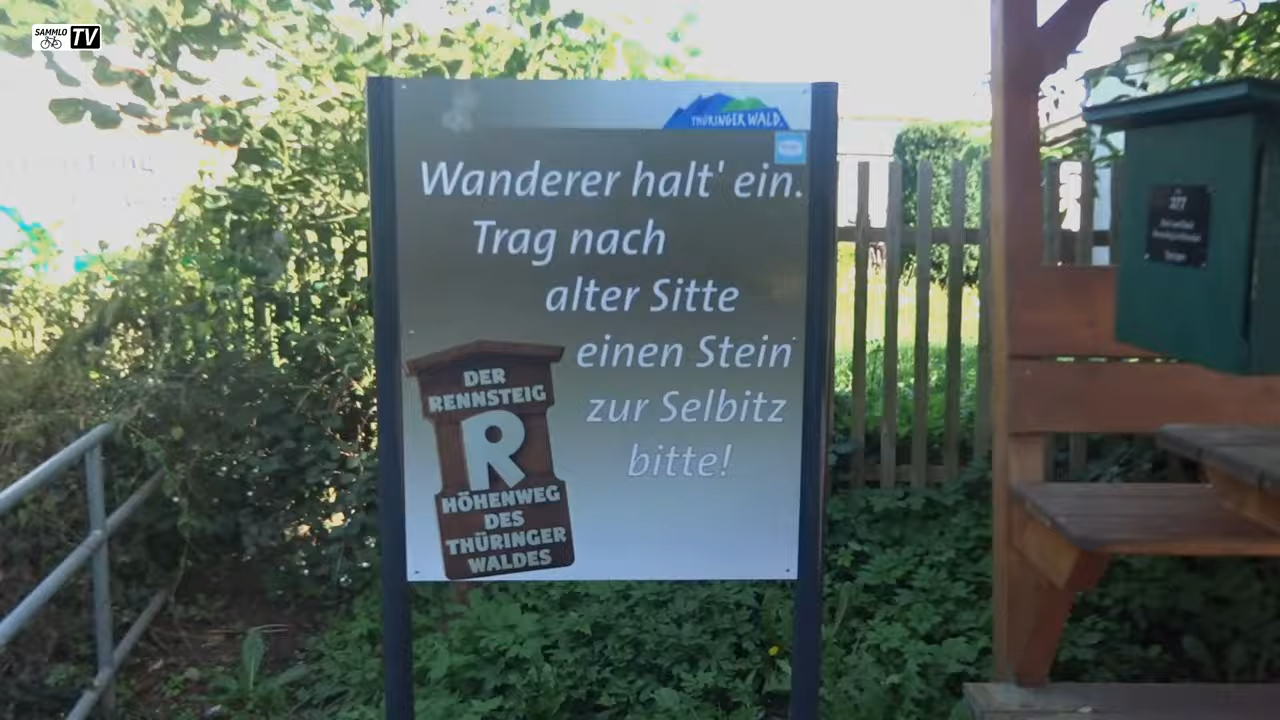 SAMMLO TV
THÜRINGER WALD.
Wanderer halt' ein.
Trag nach
alter Sitte
einen Stein
zur Selbitz
bitte!
DER
RENNSTEIG
R
HÖHENWEG
DES
THÜRINGER
WALDES
377